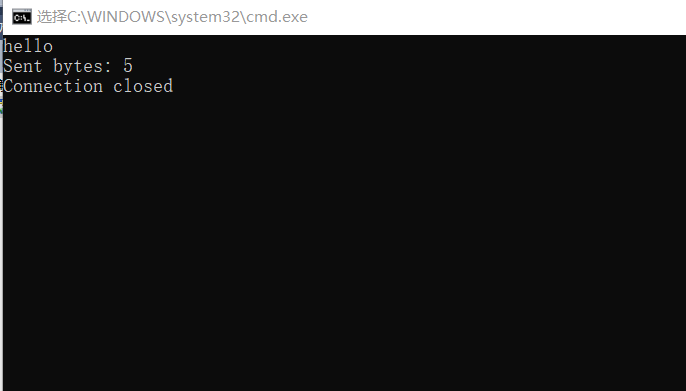 选择C:\WINDOWS\system32\cmd.exe
hello
Sent bytes: 5
Connection closed